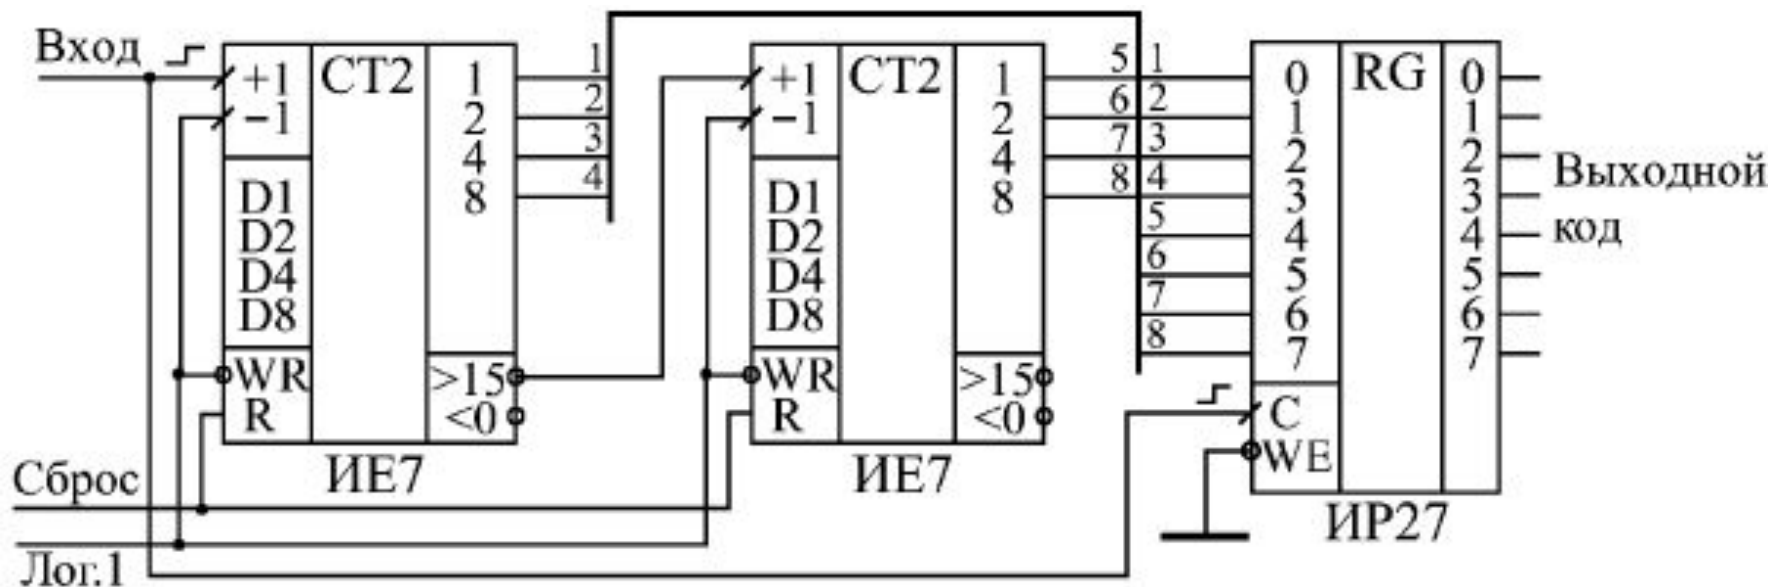 Вход
+1
−1
D1
D2
D4
D8
WR
R
CT2
1
2
4
8
>15
<0
ИЕ7
1
2
3
4
+1
−1
D1
D2
D4
D8
WR
R
CT2
1
2
4
8
>15
<0
ИЕ7
5 1
6 2
7 3
8 4
5
6
7
8
0
1
2
3
4
5
6
7
C
WE
RG
0
1
2
3
4
5
6
7
ИР27
Выходной
код
Сброс
Лог.1